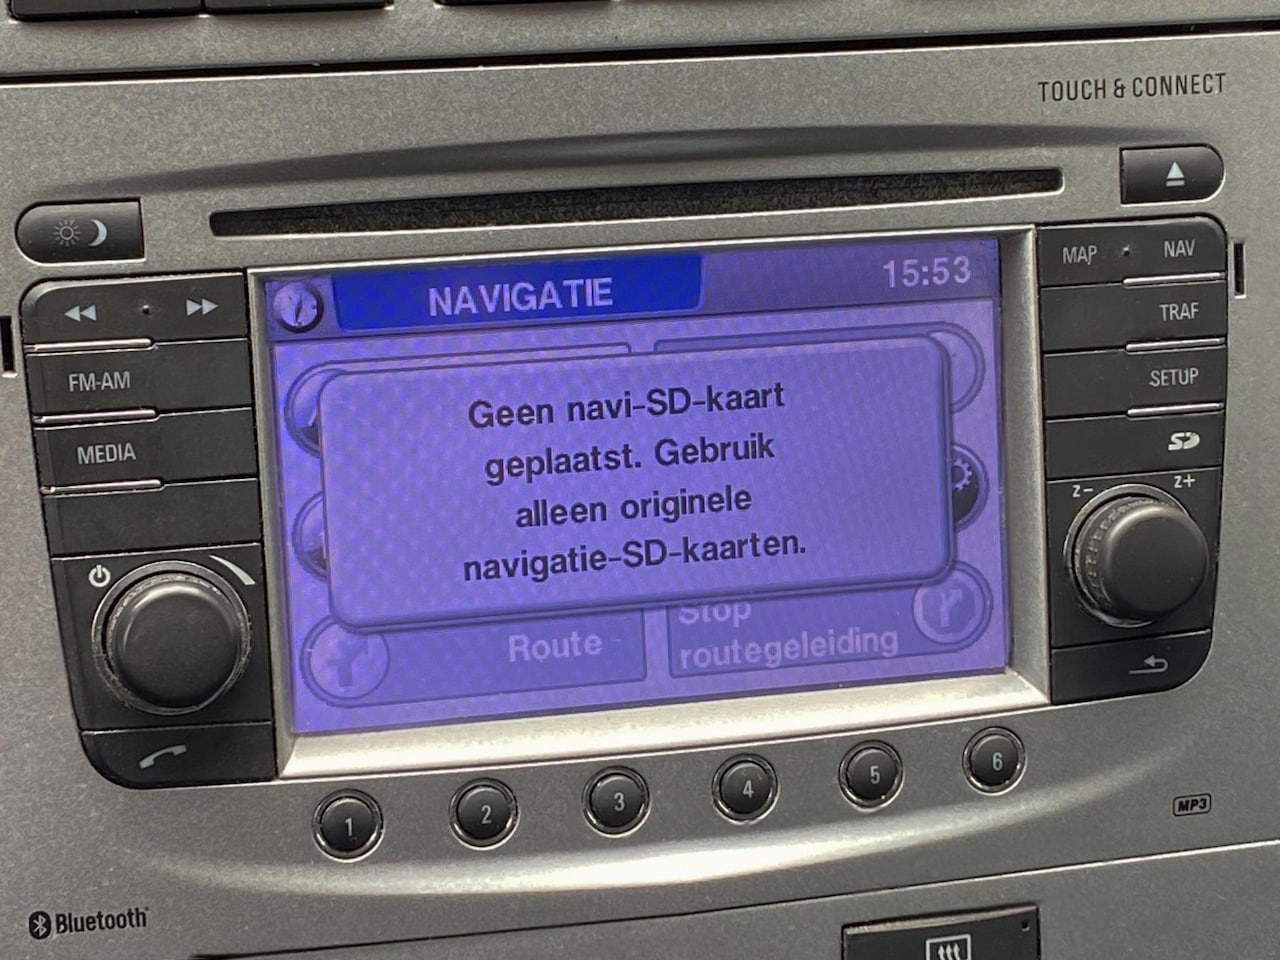 TOUCH & CONNECT
MAP NAV
NAVIGATIE 15:53
TRAF
FM-AM
SETUP
MEDIA
SD
Geen navi-SD-kaart
geplaatst. Gebruik
alleen originele
navigatie-SD-kaarten.
z- z+
Route
Stop
routegeleiding
1 2 3 4 5 6
MP3
Bluetooth